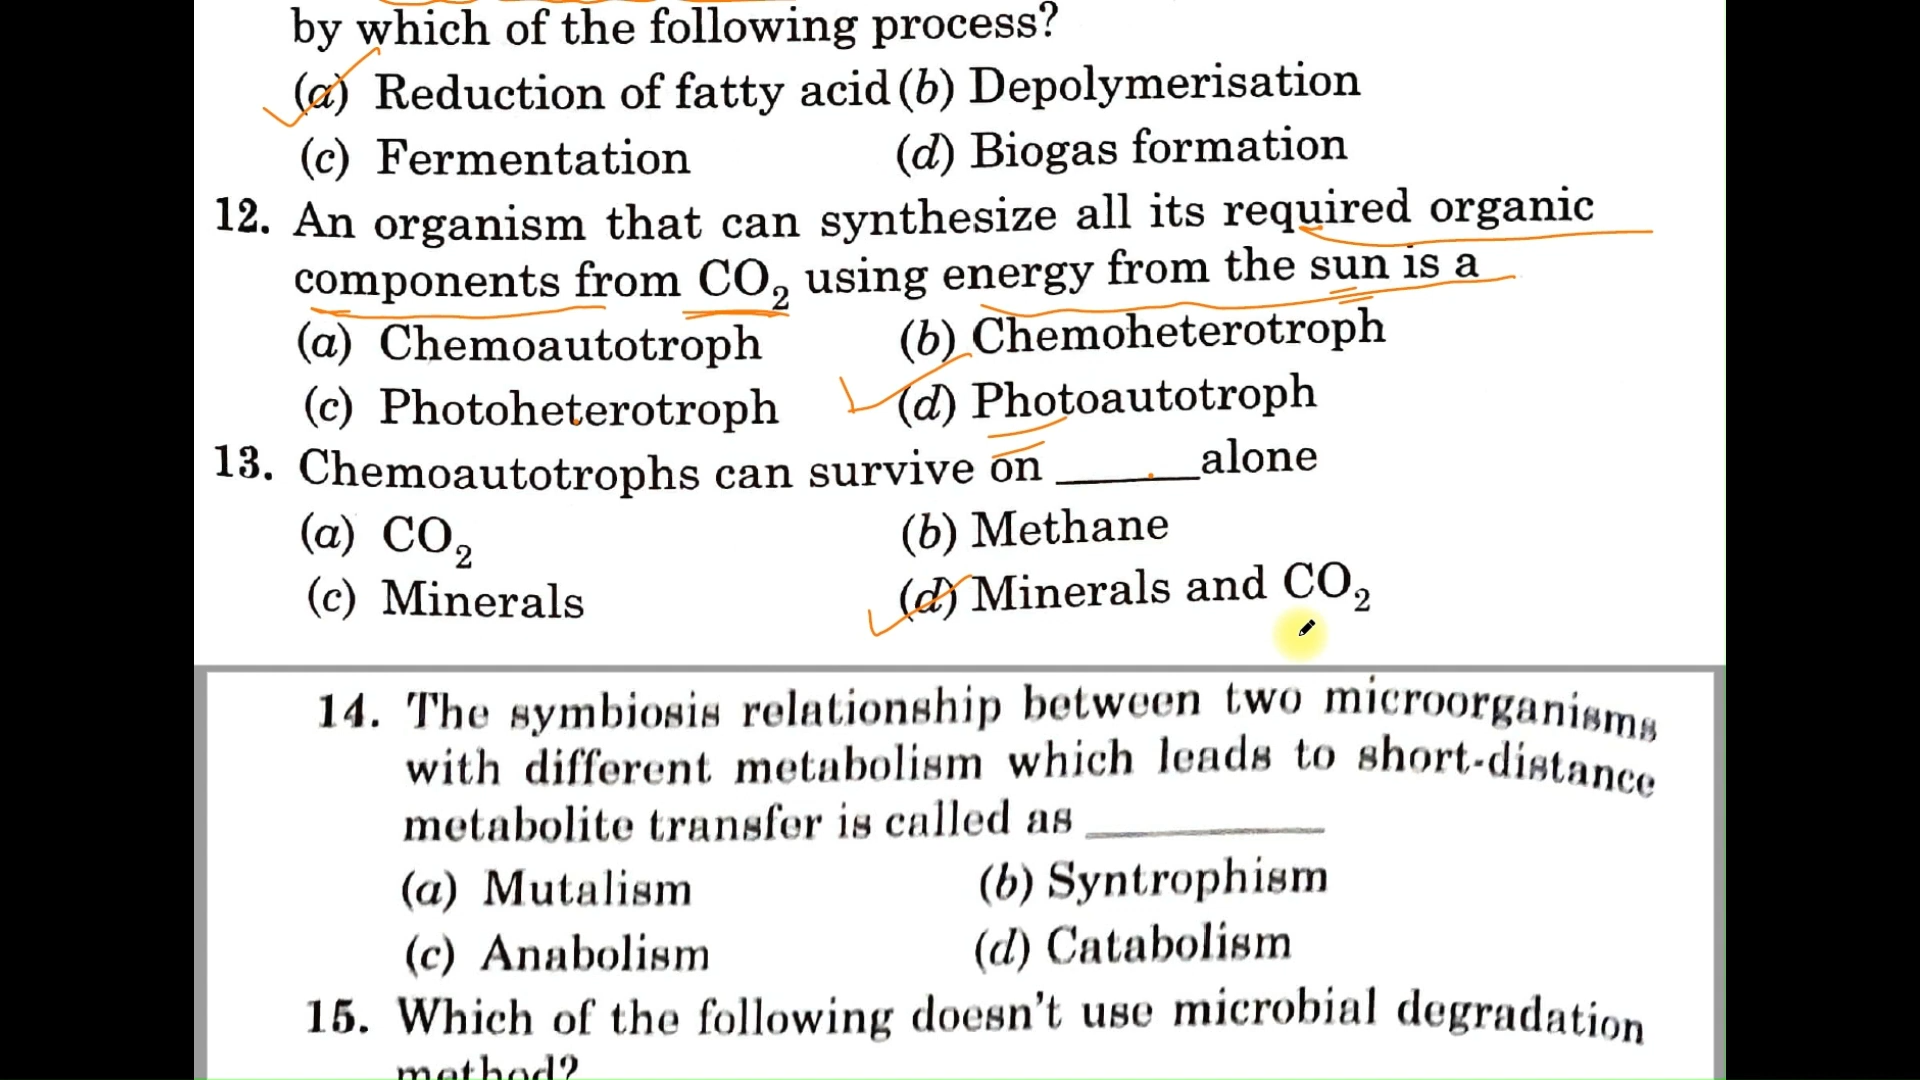 by which of the following process?
(a) Reduction of fatty acid (b) Depolymerisation
(c) Fermentation (d) Biogas formation
12. An organism that can synthesize all its required organic
components from CO₂ using energy from the sun is a
(a) Chemoautotroph (b) Chemoheterotroph
(c) Photoheterotroph (d) Photoautotroph
13. Chemoautotrophs can survive on ______alone
(a) CO₂ (b) Methane
(c) Minerals (d) Minerals and CO₂
14. The symbiosis relationship between two microorganisms
with different metabolism which leads to short-distance
metabolite transfer is called as __________
(a) Mutalism (b) Syntrophism
(c) Anabolism (d) Catabolism
15. Which of the following doesn't use microbial degradation
method?